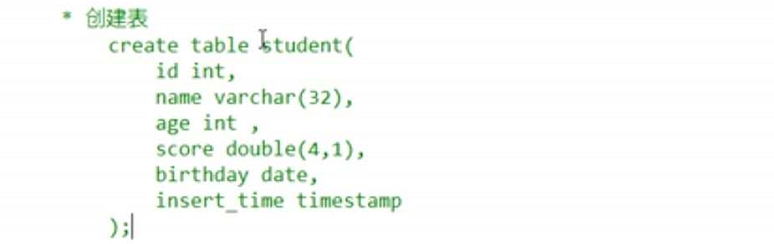 * 创建表
create table student(
id int,
name varchar(32),
age int ,
score double(4,1),
birthday date,
insert_time timestamp
);